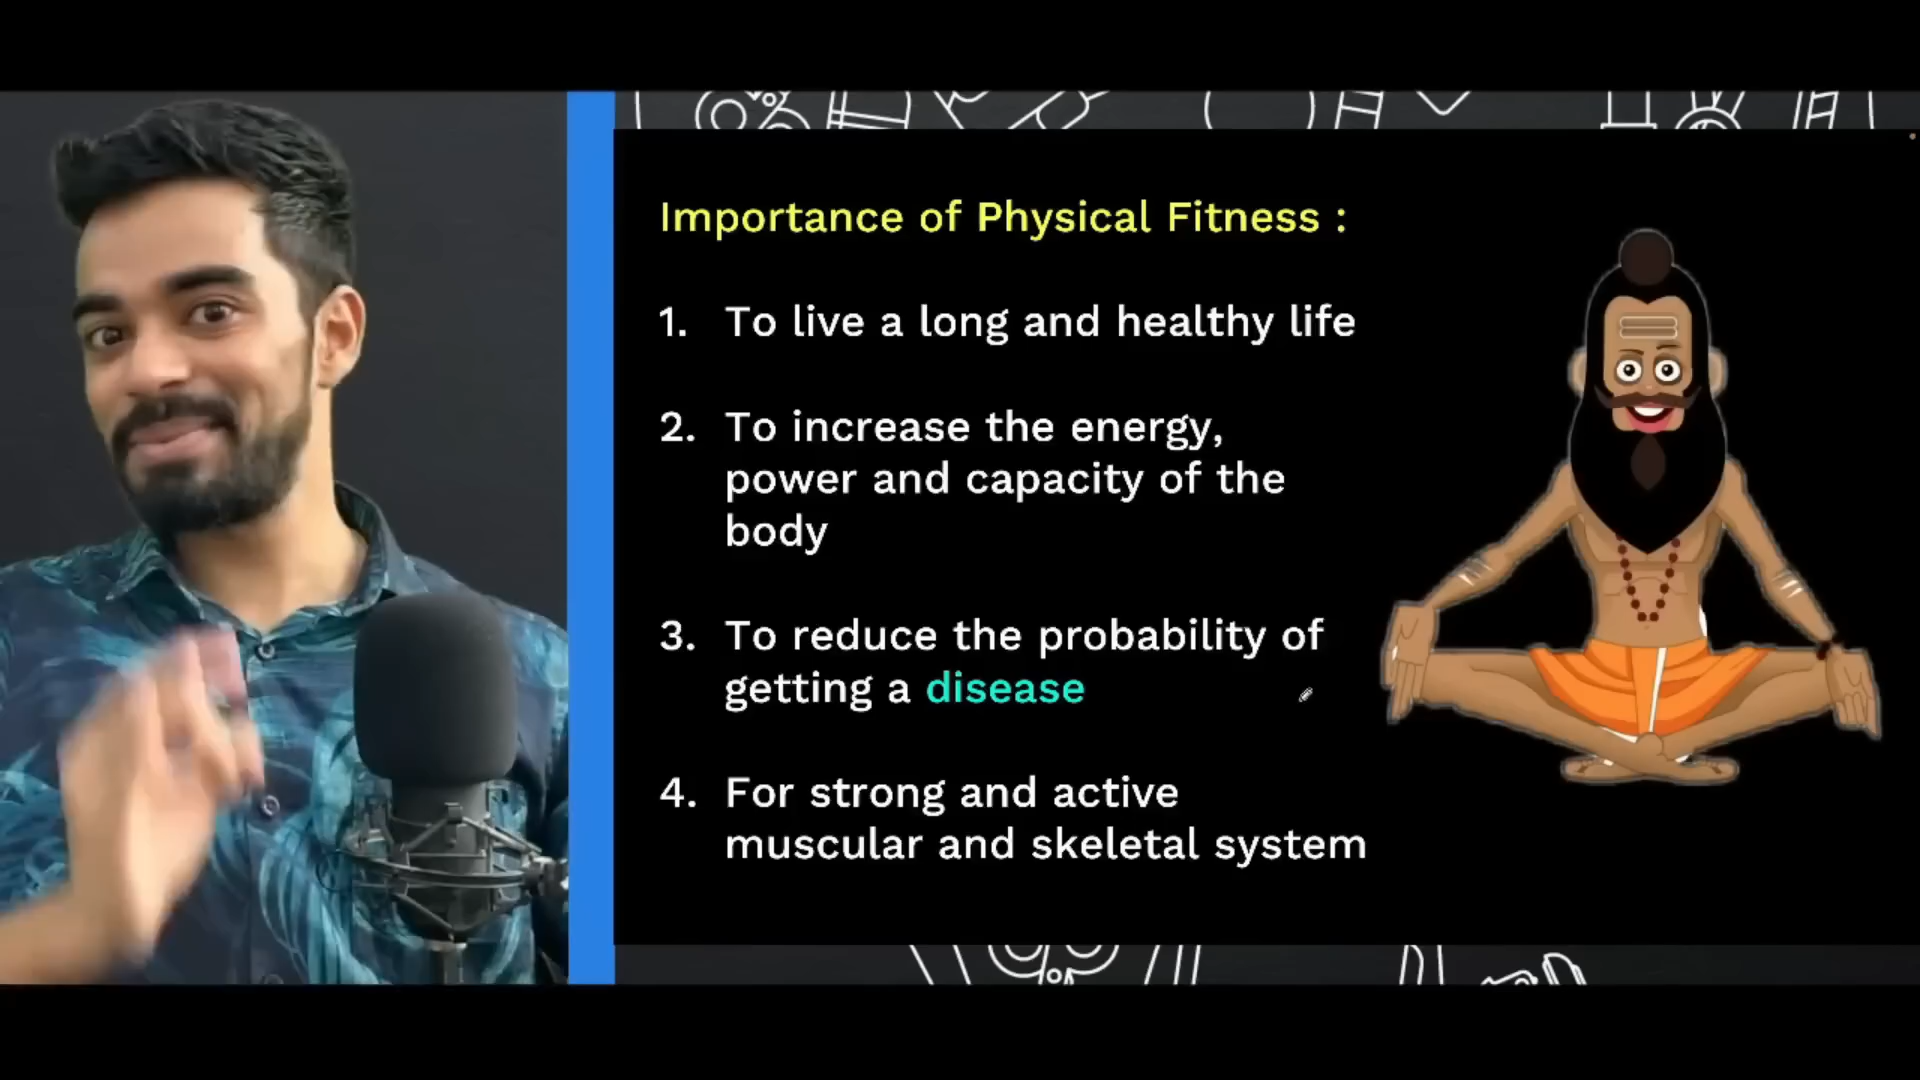 Importance of Physical Fitness :
1. To live a long and healthy life
2. To increase the energy,
power and capacity of the
body
3. To reduce the probability of
getting a disease
4. For strong and active
muscular and skeletal system